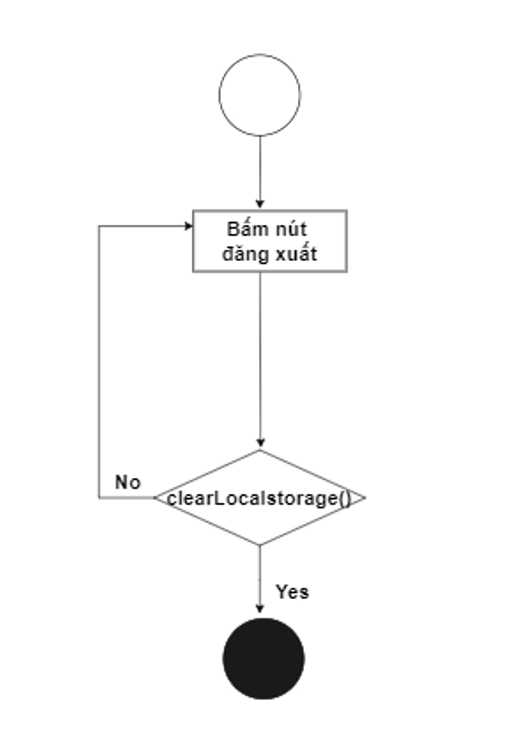 Bấm nút
đăng xuất
No
clearLocalstorage()
Yes